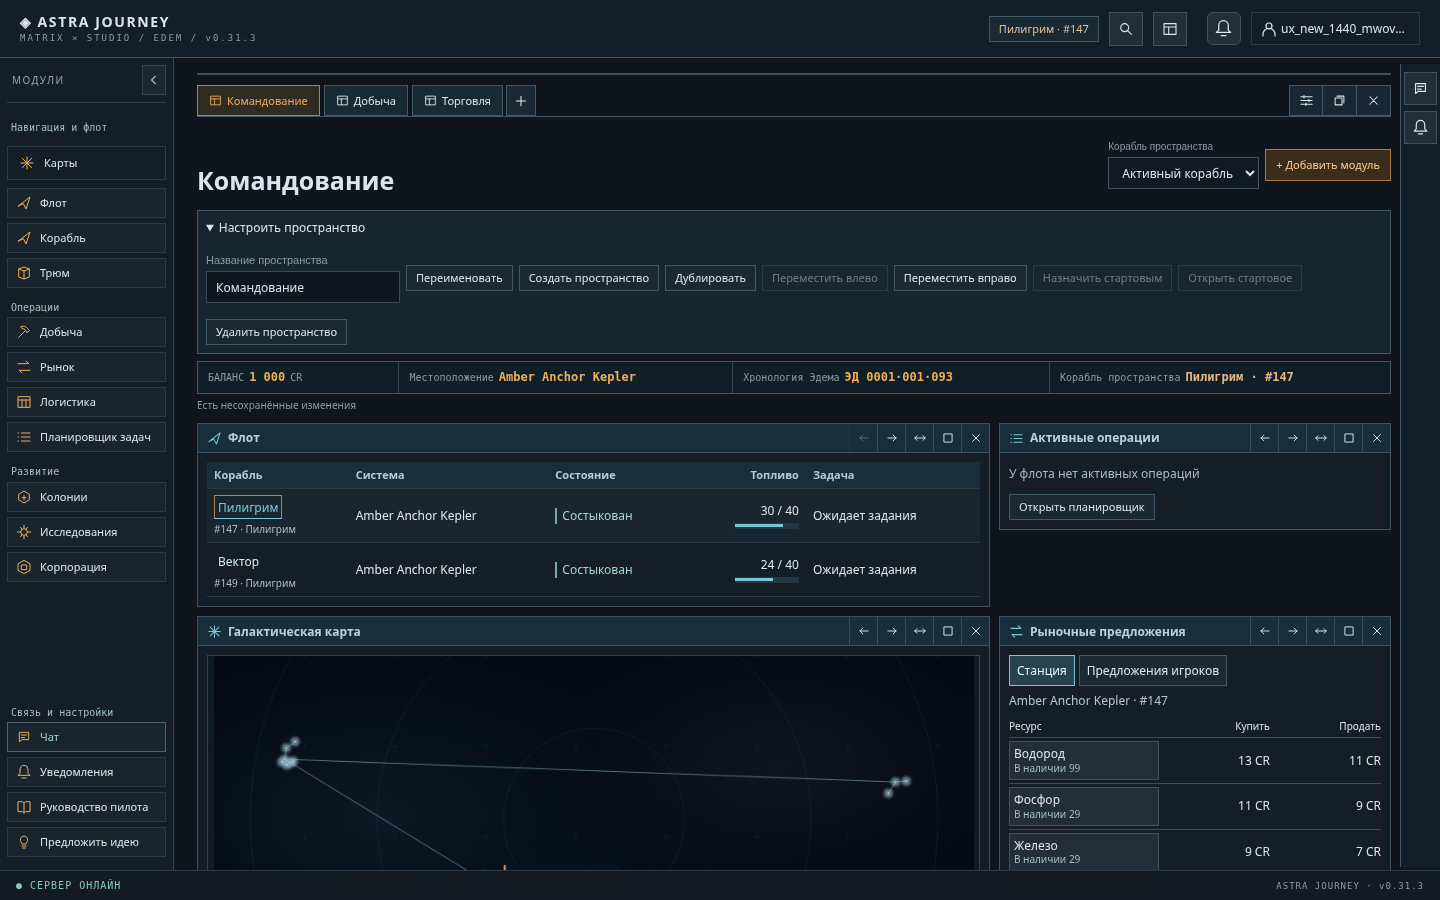 ◈ ASTRA JOURNEY
MATRIX × STUDIO / EDEM / v0.31.3
Пилигрим · #147
ux_new_1440_mwov...
МОДУЛИ
Навигация и флот
Карты
Флот
Корабль
Трюм
Операции
Добыча
Рынок
Логистика
Планировщик задач
Развитие
Колонии
Исследования
Корпорация
Связь и настройки
Чат
Уведомления
Руководство пилота
Предложить идею
Командование
Добыча
Торговля
Командование
Корабль пространства
Активный корабль
+ Добавить модуль
▼ Настроить пространство
Название пространства
Командование
Переименовать
Создать пространство
Дублировать
Переместить влево
Переместить вправо
Назначить стартовым
Открыть стартовое
Удалить пространство
БАЛАНС 1 000 CR
Местоположение Amber Anchor Kepler
Хронология Эдема ЭД 0001·001·093
Корабль пространства Пилигрим · #147
Есть несохранённые изменения
Флот
Корабль Система Состояние Топливо Задача
Пилигрим
#147 · Пилигрим
Amber Anchor Kepler Состыкован 30 / 40 Ожидает задания
Вектор
#149 · Пилигрим
Amber Anchor Kepler Состыкован 24 / 40 Ожидает задания
Активные операции
У флота нет активных операций
Открыть планировщик
Галактическая карта
Рыночные предложения
Станция
Предложения игроков
Amber Anchor Kepler · #147
Ресурс Купить Продать
Водород
В наличии 99
13 CR 11 CR
Фосфор
В наличии 29
11 CR 9 CR
Железо
В наличии 29
9 CR 7 CR
● СЕРВЕР ОНЛАЙН
ASTRA JOURNEY · v0.31.3